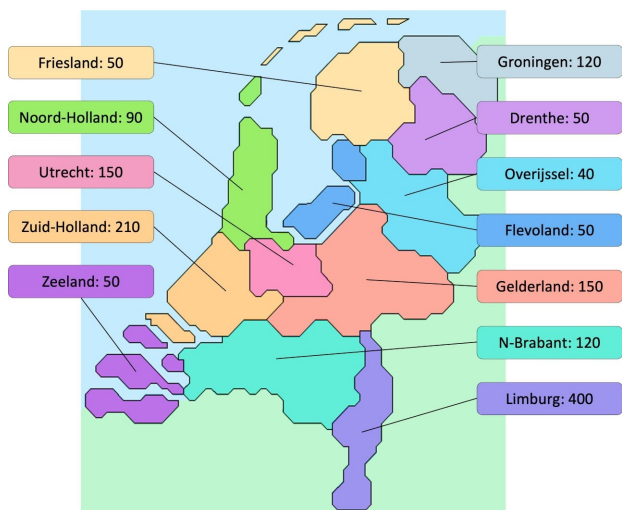 Friesland: 50
Noord-Holland: 90
Utrecht: 150
Zuid-Holland: 210
Zeeland: 50
Groningen: 120
Drenthe: 50
Overijssel: 40
Flevoland: 50
Gelderland: 150
N-Brabant: 120
Limburg: 400